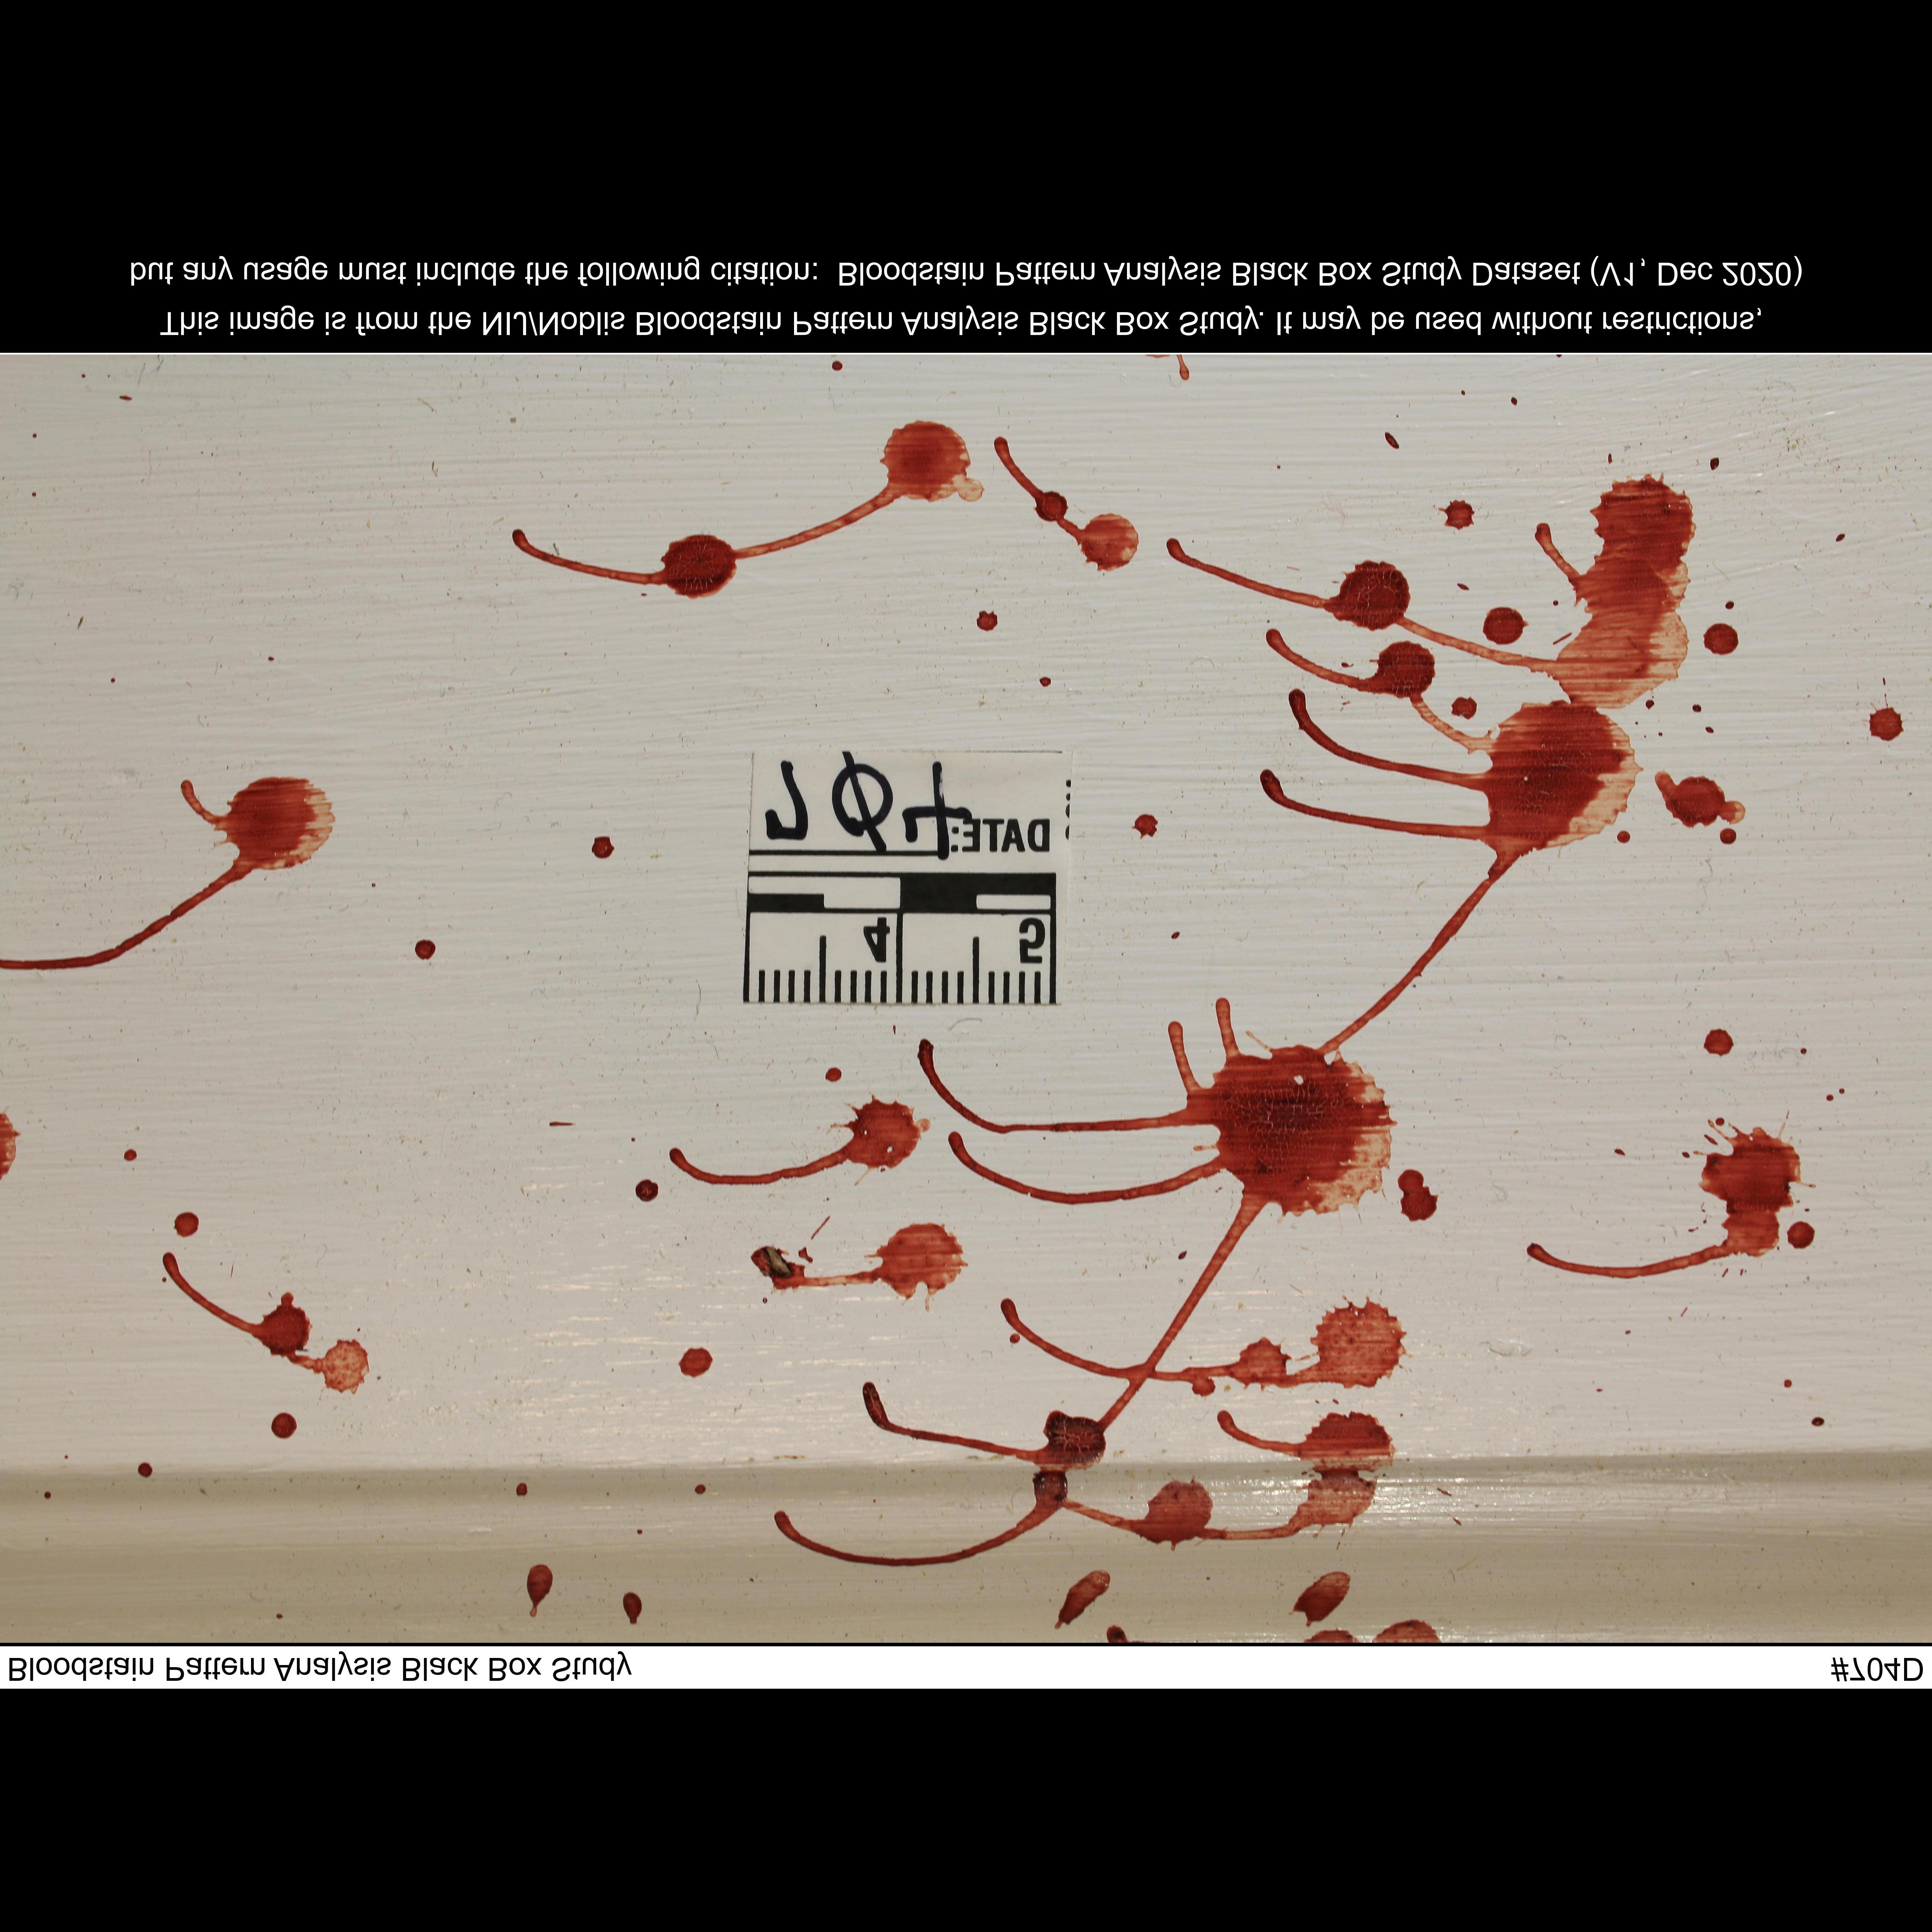 Bloodstain Pattern Analysis Black Box Study
#704D
4 5
704
DATE:
This image is from the NIJ/Noblis Bloodstain Pattern Analysis Black Box Study. It may be used without restrictions,
but any usage must include the following citation: Bloodstain Pattern Analysis Black Box Study Dataset (V1, Dec 2020)